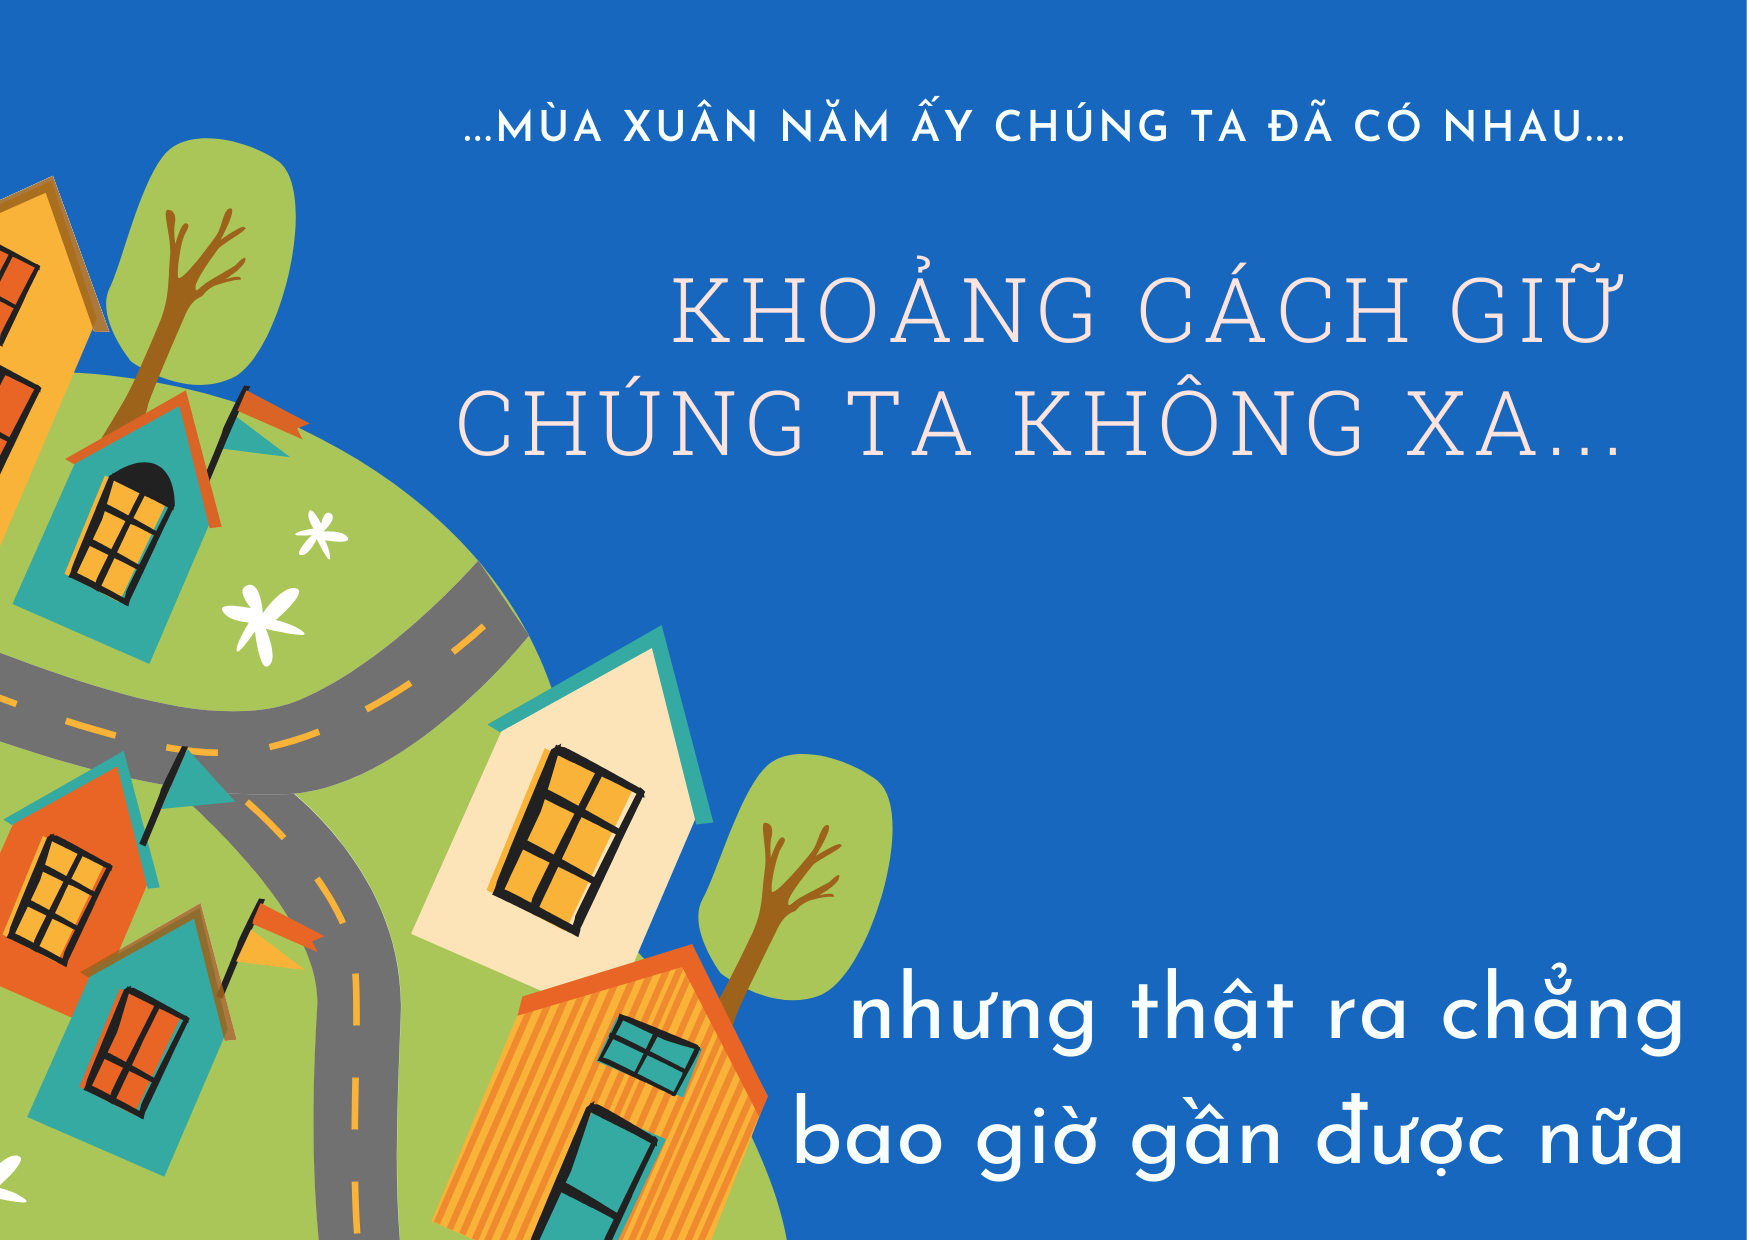 ...MÙA XUÂN NĂM ẤY CHÚNG TA ĐÃ CÓ NHAU....
KHOẢNG CÁCH GIỮ
CHÚNG TA KHÔNG XA...
nhưng thật ra chẳng
bao giờ gần được nữa